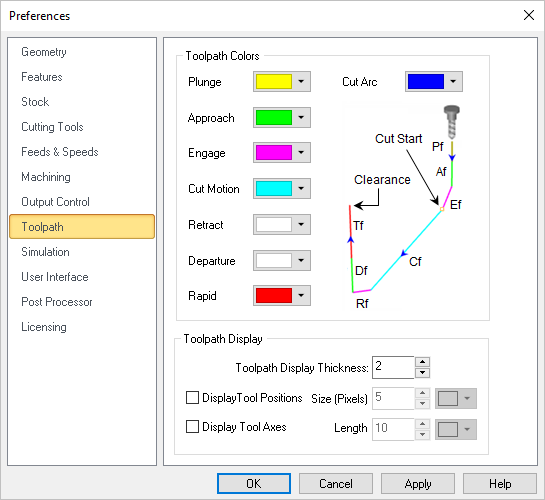 Preferences
Geometry
Features
Stock
Cutting Tools
Feeds & Speeds
Machining
Output Control
Toolpath
Simulation
User Interface
Post Processor
Licensing
Toolpath Colors
Plunge
Cut Arc
Approach
Engage
Cut Motion
Retract
Departure
Rapid
Cut Start
Clearance
Pf
Af
Ef
Tf
Cf
Df
Rf
Toolpath Display
Toolpath Display Thickness: 2
DisplayTool Positions Size (Pixels) 5
Display Tool Axes Length 10
OK Cancel Apply Help